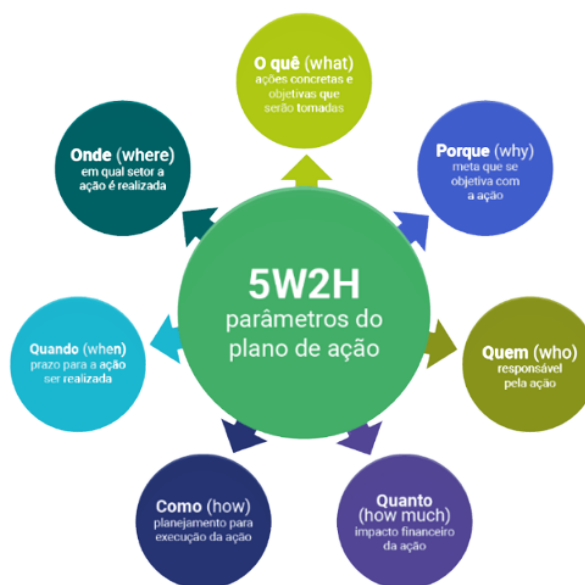 O quê (what)
ações concretas e
objetivas que
serão tomadas
Onde (where)
em qual setor a
ação é realizada
Porque (why)
meta que se
objetiva com
a ação
5W2H
parâmetros do
plano de ação
Quando (when)
prazo para a ação
ser realizada
Quem (who)
responsável
pela ação
Como (how)
planejamento para
execução da ação
Quanto
(how much)
impacto financeiro
da ação